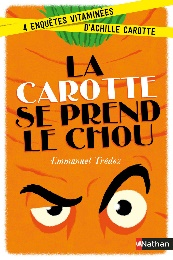 4 ENQUÊTES VITAMINÉES
D'ACHILLE CAROTTE
LA
CAROTTE
SE PREND
LE CHOU
Emmanuel Trédez
Nathan